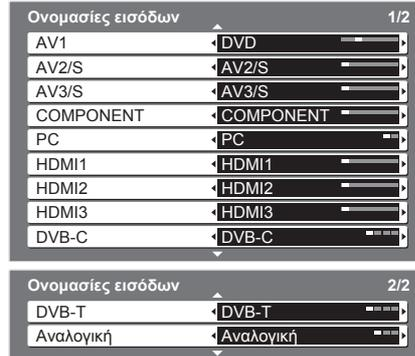 Ονομασίες εισόδων 1/2
AV1 DVD
AV2/S AV2/S
AV3/S AV3/S
COMPONENT COMPONENT
PC PC
HDMI1 HDMI1
HDMI2 HDMI2
HDMI3 HDMI3
DVB-C DVB-C
Ονομασίες εισόδων 2/2
DVB-T DVB-T
Αναλογική Αναλογική